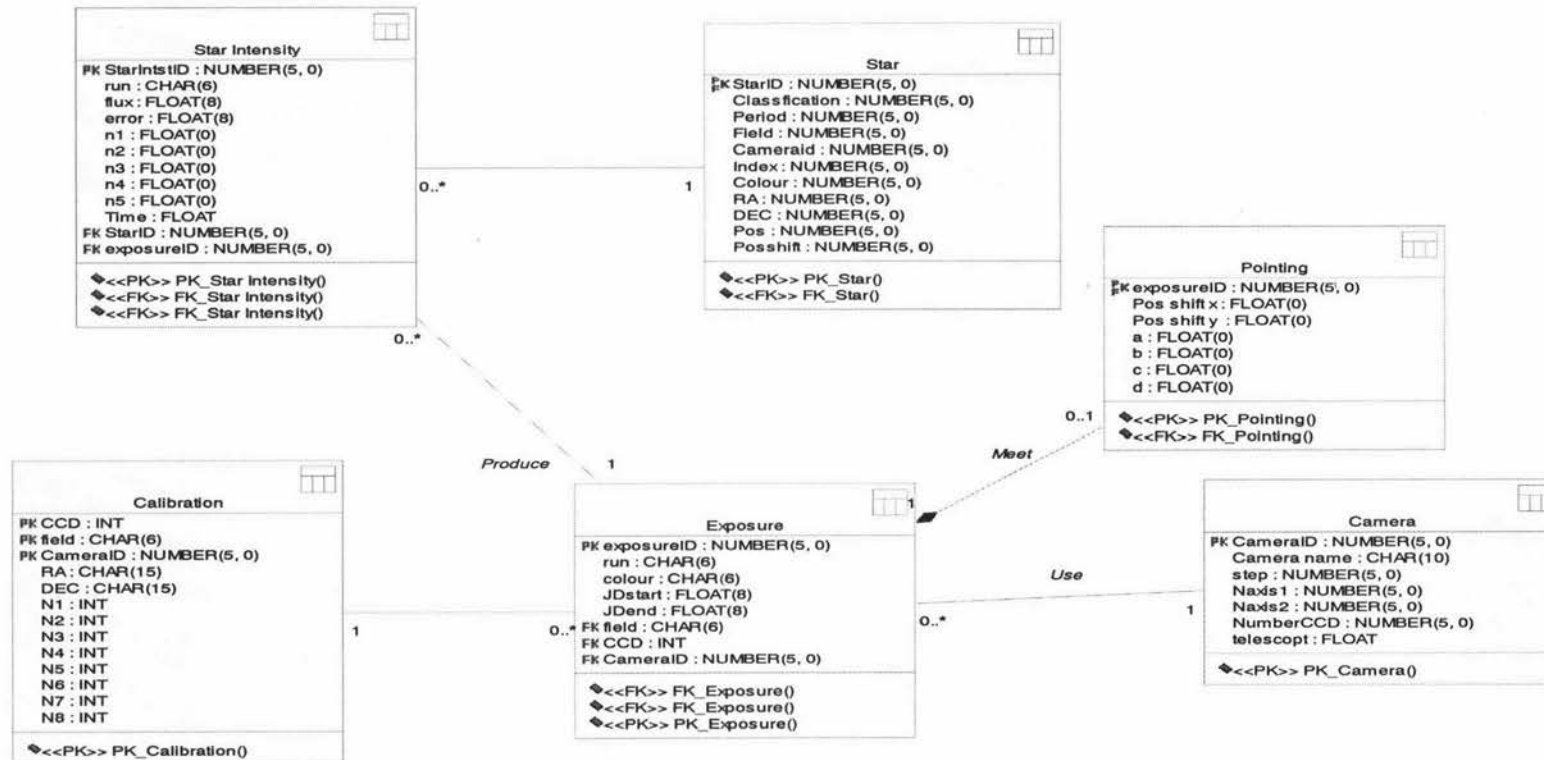 Star Intensity
PK StarIntstID : NUMBER(5, 0)
run : CHAR(6)
flux : FLOAT(8)
error : FLOAT(8)
n1 : FLOAT(0)
n2 : FLOAT(0)
n3 : FLOAT(0)
n4 : FLOAT(0)
n5 : FLOAT(0)
Time : FLOAT
FK StarID : NUMBER(5, 0)
FK exposureID : NUMBER(5, 0)
<<PK>> PK_Star Intensity()
<<FK>> FK_Star Intensity()
<<FK>> FK_Star Intensity()
0..*
1
Star
PK StarID : NUMBER(5, 0)
Classfication : NUMBER(5, 0)
Period : NUMBER(5, 0)
Field : NUMBER(5, 0)
Cameraid : NUMBER(5, 0)
Index : NUMBER(5, 0)
Colour : NUMBER(5, 0)
RA : NUMBER(5, 0)
DEC : NUMBER(5, 0)
Pos : NUMBER(5, 0)
Posshift : NUMBER(5, 0)
<<PK>> PK_Star()
<<FK>> FK_Star()
Pointing
PK exposureID : NUMBER(5, 0)
Pos shift x : FLOAT(0)
Pos shift y : FLOAT(0)
a : FLOAT(0)
b : FLOAT(0)
c : FLOAT(0)
d : FLOAT(0)
<<PK>> PK_Pointing()
<<FK>> FK_Pointing()
0..*
Produce
1
0..1
Meet
1
Calibration
PK CCD : INT
PK field : CHAR(6)
PK CameraID : NUMBER(5, 0)
RA : CHAR(15)
DEC : CHAR(15)
N1 : INT
N2 : INT
N3 : INT
N4 : INT
N5 : INT
N6 : INT
N7 : INT
N8 : INT
<<PK>> PK_Calibration()
1
0..*
Exposure
PK exposureID : NUMBER(5, 0)
run : CHAR(6)
colour : CHAR(6)
JDstart : FLOAT(8)
JDend : FLOAT(8)
FK field : CHAR(6)
FK CCD : INT
FK CameraID : NUMBER(5, 0)
<<FK>> FK_Exposure()
<<FK>> FK_Exposure()
<<PK>> PK_Exposure()
0..*
Use
1
Camera
PK CameraID : NUMBER(5, 0)
Camera name : CHAR(10)
step : NUMBER(5, 0)
Naxis1 : NUMBER(5, 0)
Naxis2 : NUMBER(5, 0)
NumberCCD : NUMBER(5, 0)
telescopt : FLOAT
<<PK>> PK_Camera()